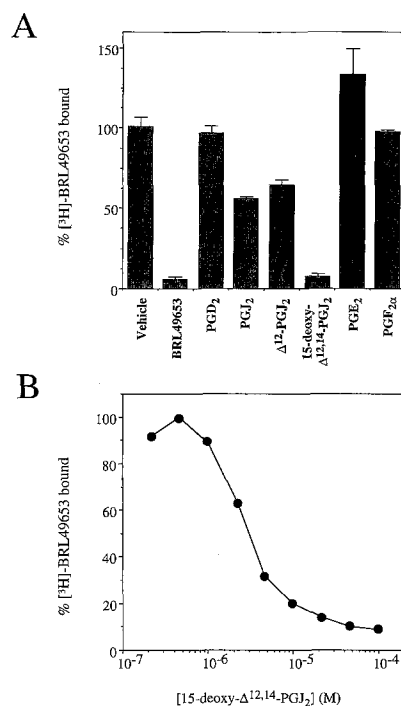 A
% [³H]-BRL49653 bound
150
100
50
0
Vehicle
BRL49653
PGD₂
PGJ₂
Δ¹²-PGJ₂
15-deoxy-
Δ¹²,¹⁴-PGJ₂
PGE₂
PGF₂α
B
% [³H]-BRL49653 bound
100
80
60
40
20
0
10⁻⁷
10⁻⁶
10⁻⁵
10⁻⁴
[15-deoxy-Δ¹²,¹⁴-PGJ₂] (M)